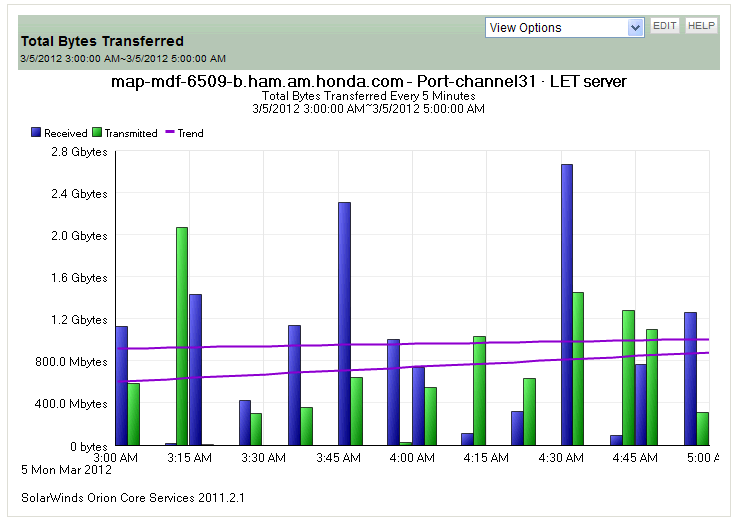 View Options EDIT HELP
Total Bytes Transferred
3/5/2012 3:00:00 AM~3/5/2012 5:00:00 AM
map-mdf-6509-b.ham.am.honda.com - Port-channel31 · LET server
Total Bytes Transferred Every 5 Minutes
3/5/2012 3:00:00 AM~3/5/2012 5:00:00 AM
Received Transmitted Trend
2.8 Gbytes
2.4 Gbytes
2.0 Gbytes
1.6 Gbytes
1.2 Gbytes
800.0 Mbytes
400.0 Mbytes
0 bytes
3:00 AM 3:15 AM 3:30 AM 3:45 AM 4:00 AM 4:15 AM 4:30 AM 4:45 AM 5:00 A
5 Mon Mar 2012
SolarWinds Orion Core Services 2011.2.1